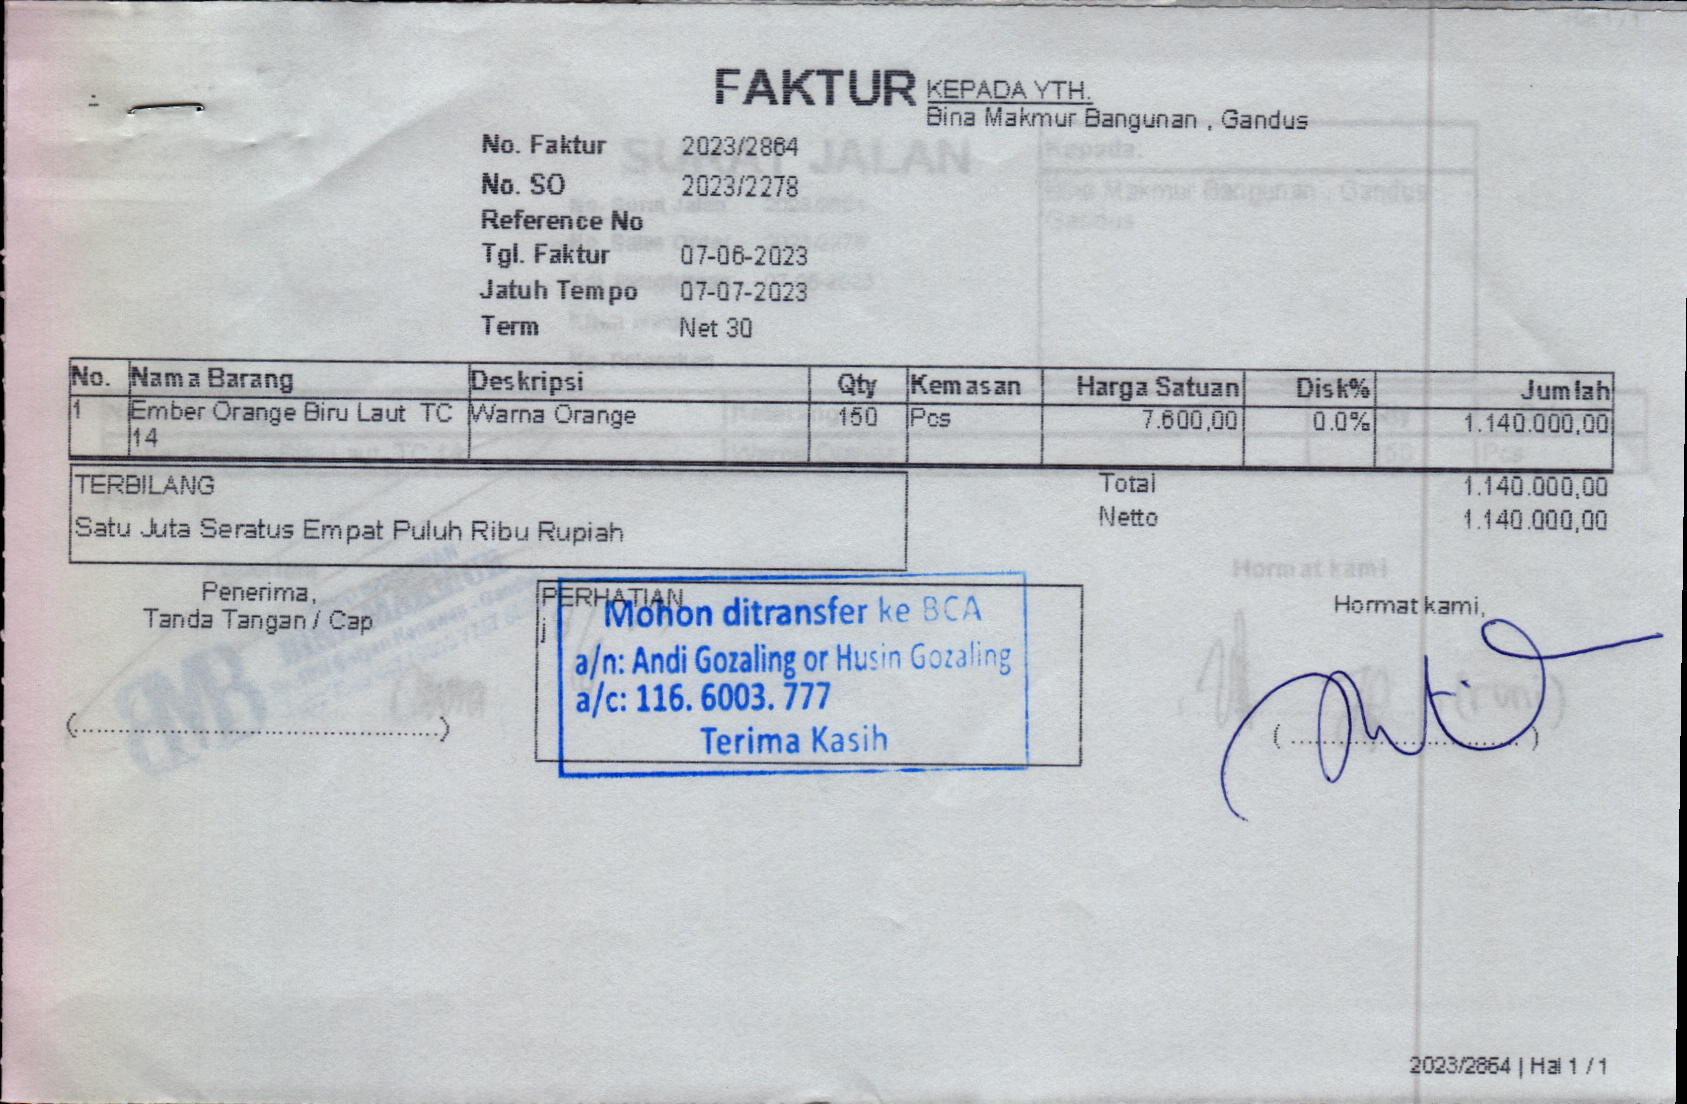 FAKTUR
KEPADA YTH.
Bina Makmur Bangunan , Gandus
No. Faktur 2023/2864
No. SO 2023/2278
Reference No
Tgl. Faktur 07-06-2023
Jatuh Tempo 07-07-2023
Term Net 30
No. Nama Barang Deskripsi Qty Kemasan Harga Satuan Disk% Jumlah
1 Ember Orange Biru Laut TC Warna Orange 150 Pcs 7.600,00 0.0% 1.140.000,00
14
TERBILANG
Satu Juta Seratus Empat Puluh Ribu Rupiah
Total 1.140.000,00
Netto 1.140.000,00
Penerima,
Tanda Tangan / Cap
(........................................)
PERHATIAN
j
Mohon ditransfer ke BCA
a/n: Andi Gozaling or Husin Gozaling
a/c: 116. 6003. 777
Terima Kasih
Hormat kami,
(............................)
2023/2864 | Hal 1 / 1